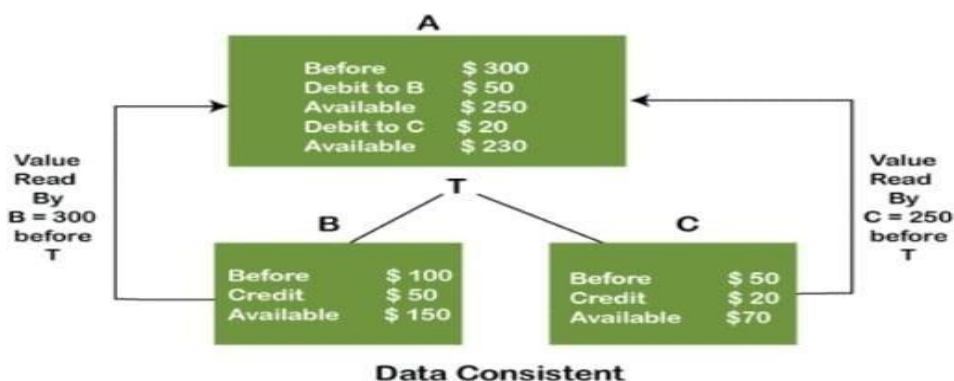 A
Before $ 300
Debit to B $ 50
Available $ 250
Debit to C $ 20
Available $ 230
Value
Read
By
B = 300
before
T
Value
Read
By
C = 250
before
T
T
B
C
Before $ 100
Credit $ 50
Available $ 150
Before $ 50
Credit $ 20
Available $70
Data Consistent